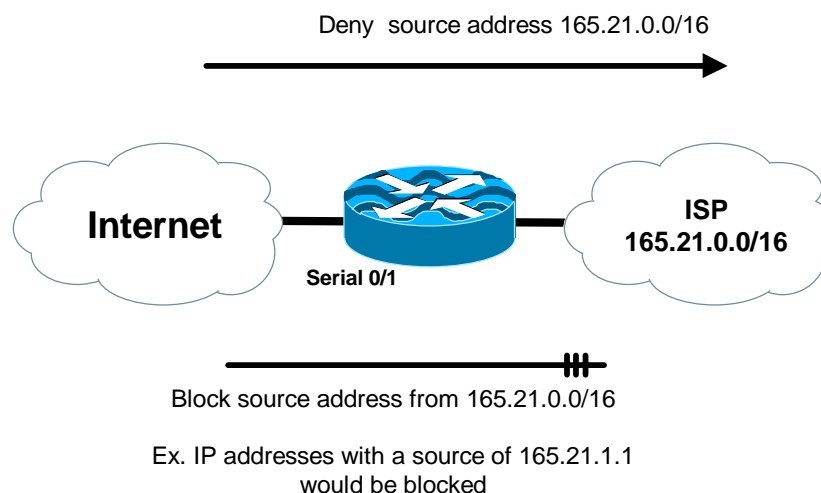 Deny source address 165.21.0.0/16
Internet
Serial 0/1
ISP
165.21.0.0/16
Block source address from 165.21.0.0/16
Ex. IP addresses with a source of 165.21.1.1
would be blocked